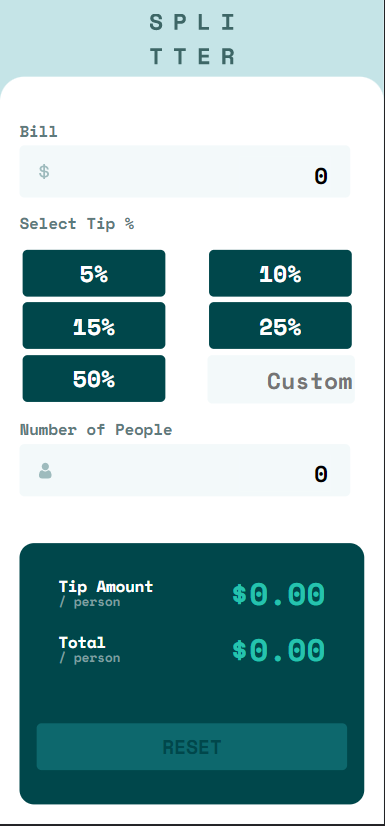 SPLI
TTER
Bill
$ 0
Select Tip %
5% 10%
15% 25%
50% Custom
Number of People
0
Tip Amount $0.00
/ person
Total $0.00
/ person
RESET